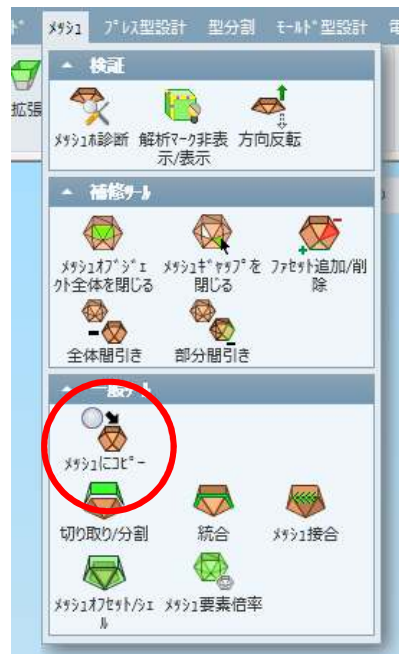 ﾒｯｼｭ ﾌﾟﾚｽ型設計 型分割 ﾓｰﾙﾄﾞ型設計
拡張
検証
ﾒｯｼｭﾎ診断 解析ﾏｰｸ非表 方向反転
示/表示
補修ﾂｰﾙ
ﾒｯｼｭｵﾌﾞｼﾞｪ ﾒｯｼｭｷﾞｬｯﾌﾟを ﾌｧｾｯﾄ追加/削
ｸﾄ全体を閉じる 閉じる 除
全体間引き 部分間引き
一般ﾂｰﾙ
ﾒｯｼｭにｺﾋﾟｰ
切り取り/分割 統合 ﾒｯｼｭ接合
ﾒｯｼｭｵﾌｾｯﾄ/ｼｪ ﾒｯｼｭ要素倍率
ﾙ